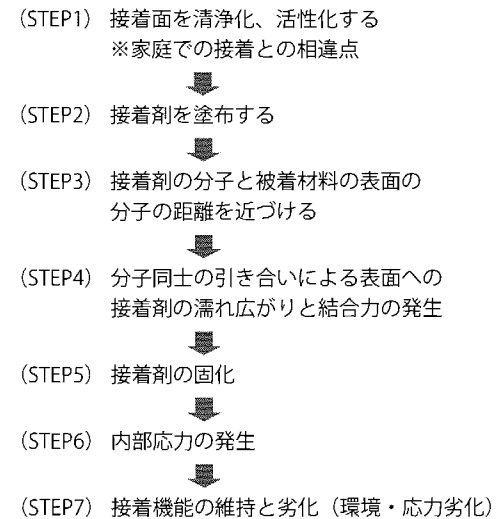 （STEP1） 接着面を清浄化、活性化する
※家庭での接着との相違点
（STEP2） 接着剤を塗布する
（STEP3） 接着剤の分子と被着材料の表面の
分子の距離を近づける
（STEP4） 分子同士の引き合いによる表面への
接着剤の濡れ広がりと結合力の発生
（STEP5） 接着剤の固化
（STEP6） 内部応力の発生
（STEP7） 接着機能の維持と劣化（環境・応力劣化）